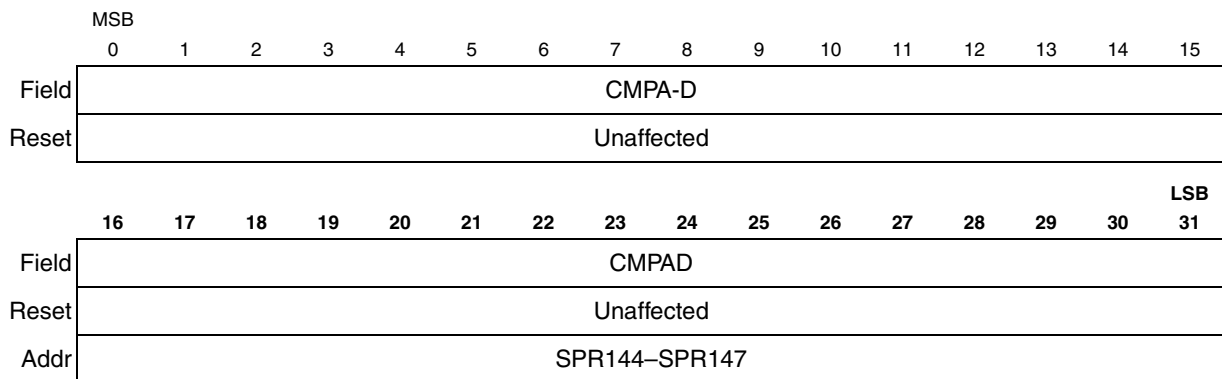 MSB
0 1 2 3 4 5 6 7 8 9 10 11 12 13 14 15
Field CMPA-D
Reset Unaffected
LSB
16 17 18 19 20 21 22 23 24 25 26 27 28 29 30 31
Field CMPAD
Reset Unaffected
Addr SPR144–SPR147